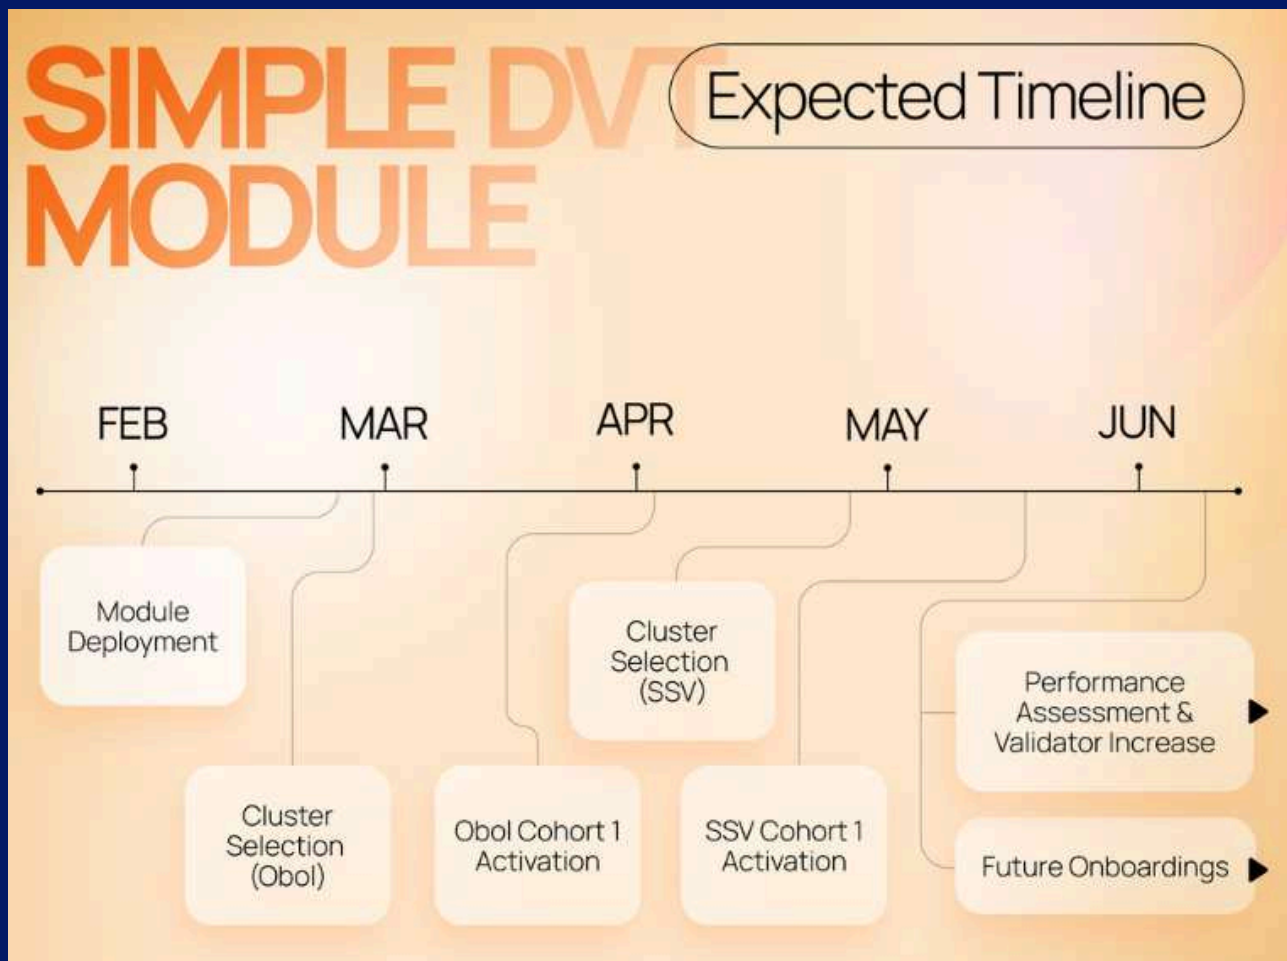 SIMPLE DVT
MODULE
Expected Timeline
FEB
MAR
APR
MAY
JUN
Module
Deployment
Cluster
Selection
(Obol)
Obol Cohort 1
Activation
Cluster
Selection
(SSV)
SSV Cohort 1
Activation
Performance
Assessment &
Validator Increase
Future Onboardings